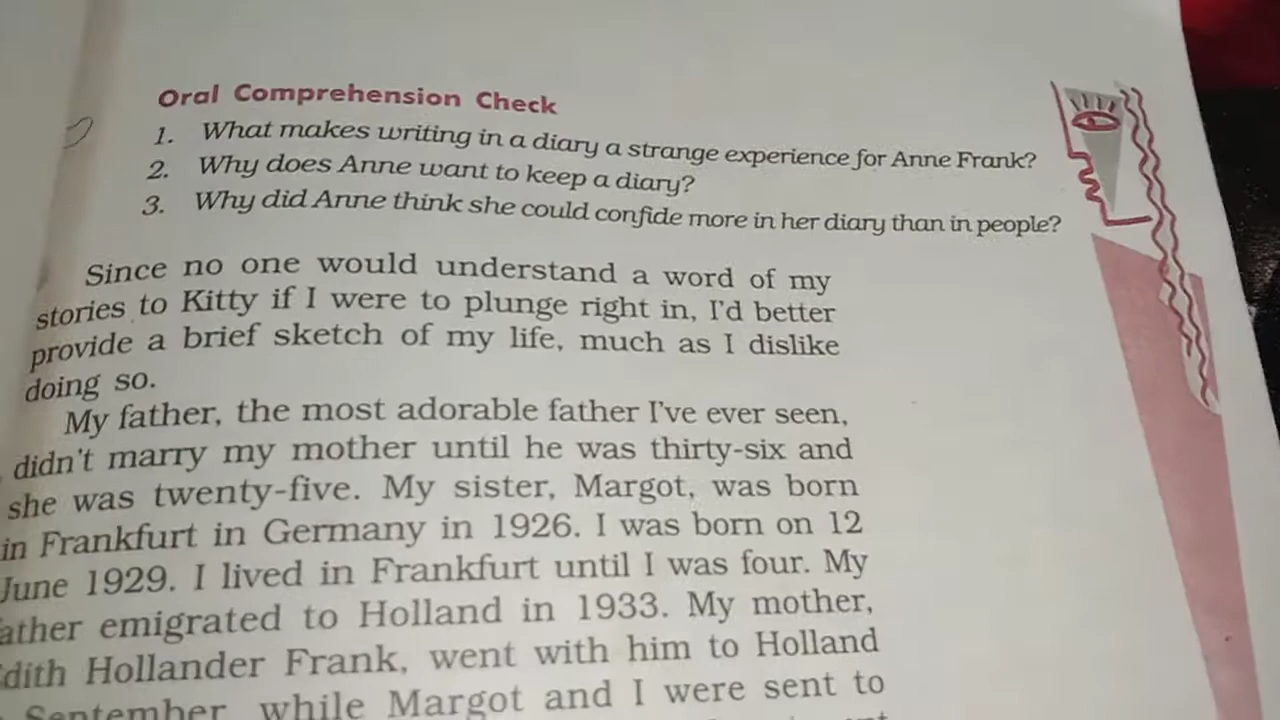 Oral Comprehension Check
1. What makes writing in a diary a strange experience for Anne Frank?
2. Why does Anne want to keep a diary?
3. Why did Anne think she could confide more in her diary than in people?
Since no one would understand a word of my
stories to Kitty if I were to plunge right in, I'd better
provide a brief sketch of my life, much as I dislike
doing so.
My father, the most adorable father I've ever seen,
didn't marry my mother until he was thirty-six and
she was twenty-five. My sister, Margot, was born
in Frankfurt in Germany in 1926. I was born on 12
June 1929. I lived in Frankfurt until I was four. My
ather emigrated to Holland in 1933. My mother,
dith Hollander Frank, went with him to Holland
September, while Margot and I were sent to